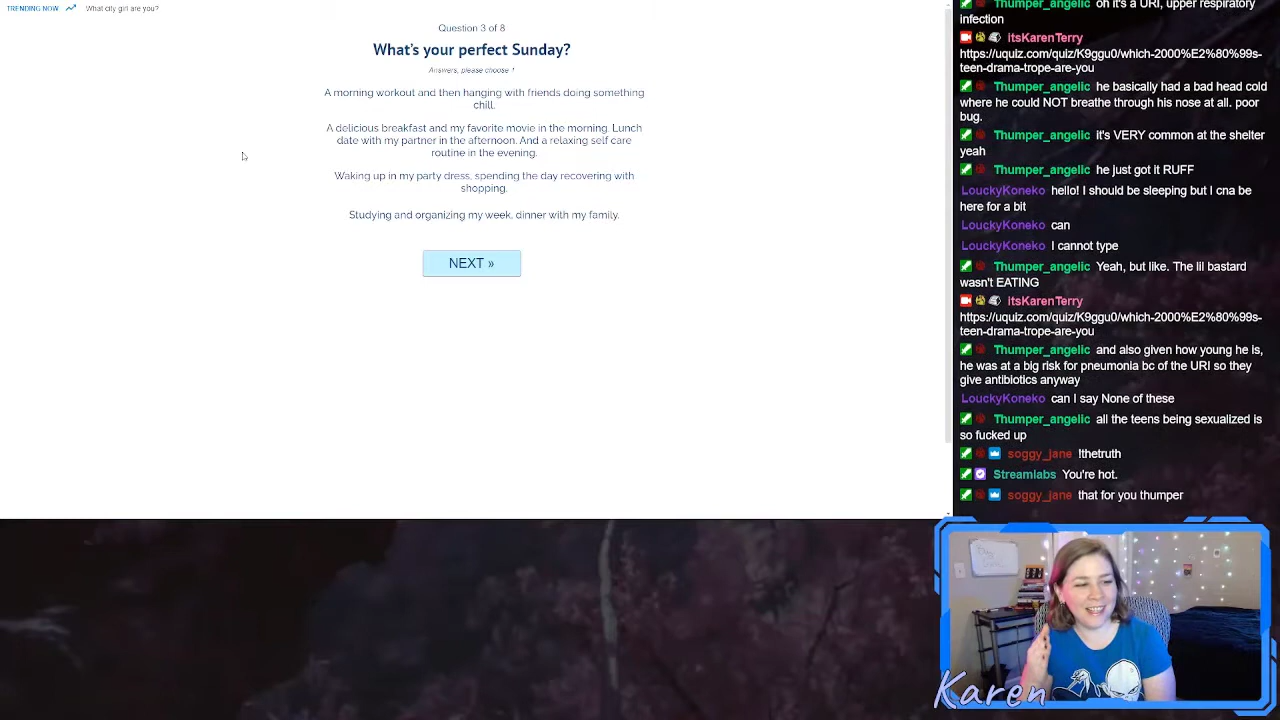 TRENDING NOW What city girl are you?
Question 3 of 8
What's your perfect Sunday?
Answers, please choose 1
A morning workout and then hanging with friends doing something
chill.
A delicious breakfast and my favorite movie in the morning. Lunch
date with my partner in the afternoon. And a relaxing self care
routine in the evening.
Waking up in my party dress, spending the day recovering with
shopping.
Studying and organizing my week, dinner with my family.
NEXT »
Thumper_angelic oh it's a URI, upper respiratory
infection
itsKarenTerry
https://uquiz.com/quiz/K9ggu0/which-2000%E2%80%99s-
teen-drama-trope-are-you
Thumper_angelic he basically had a bad head cold
where he could NOT breathe through his nose at all. poor
bug.
Thumper_angelic it's VERY common at the shelter
yeah
Thumper_angelic he just got it RUFF
LouckyKoneko hello! I should be sleeping but I cna be
here for a bit
LouckyKoneko can
LouckyKoneko I cannot type
Thumper_angelic Yeah, but like. The lil bastard
wasn't EATING
itsKarenTerry
https://uquiz.com/quiz/K9ggu0/which-2000%E2%80%99s-
teen-drama-trope-are-you
Thumper_angelic and also given how young he is,
he was at a big risk for pneumonia bc of the URI so they
give antibiotics anyway
LouckyKoneko can I say None of these
Thumper_angelic all the teens being sexualized is
so fucked up
soggy_jane !thetruth
Streamlabs You're hot.
soggy_jane that for you thumper
Karen